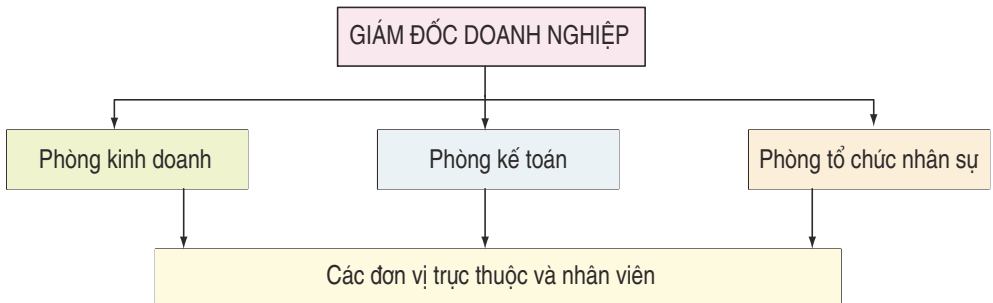 GIÁM ĐỐC DOANH NGHIỆP
Phòng kinh doanh
Phòng kế toán
Phòng tổ chức nhân sự
Các đơn vị trực thuộc và nhân viên